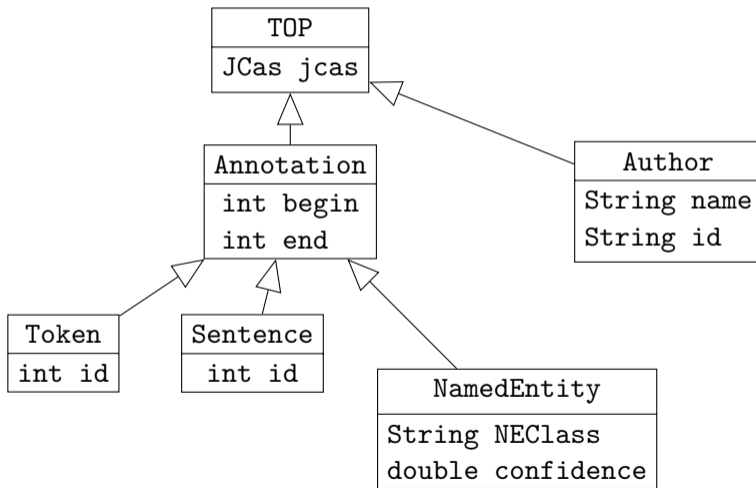 TOP
JCas jcas
Annotation
int begin
int end
Author
String name
String id
Token
int id
Sentence
int id
NamedEntity
String NEClass
double confidence